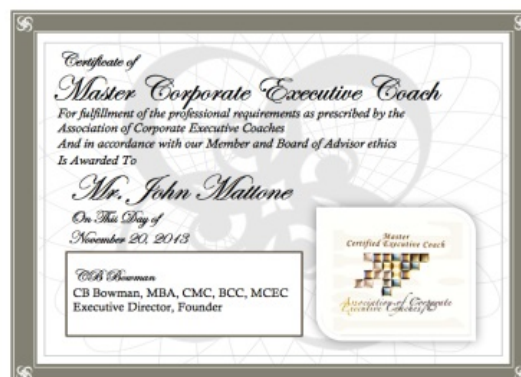 Certificate of
Master Corporate Executive Coach
For fulfillment of the professional requirements as prescribed by the
Association of Corporate Executive Coaches
And in accordance with our Member and Board of Advisor ethics
Is Awarded To
Mr. John Mattone
On This Day of
November 20, 2013
CB Bowman
CB Bowman, MBA, CMC, BCC, MCEC
Executive Director, Founder
Master
Certified Executive Coach
Association of Corporate
Executive Coaches/©